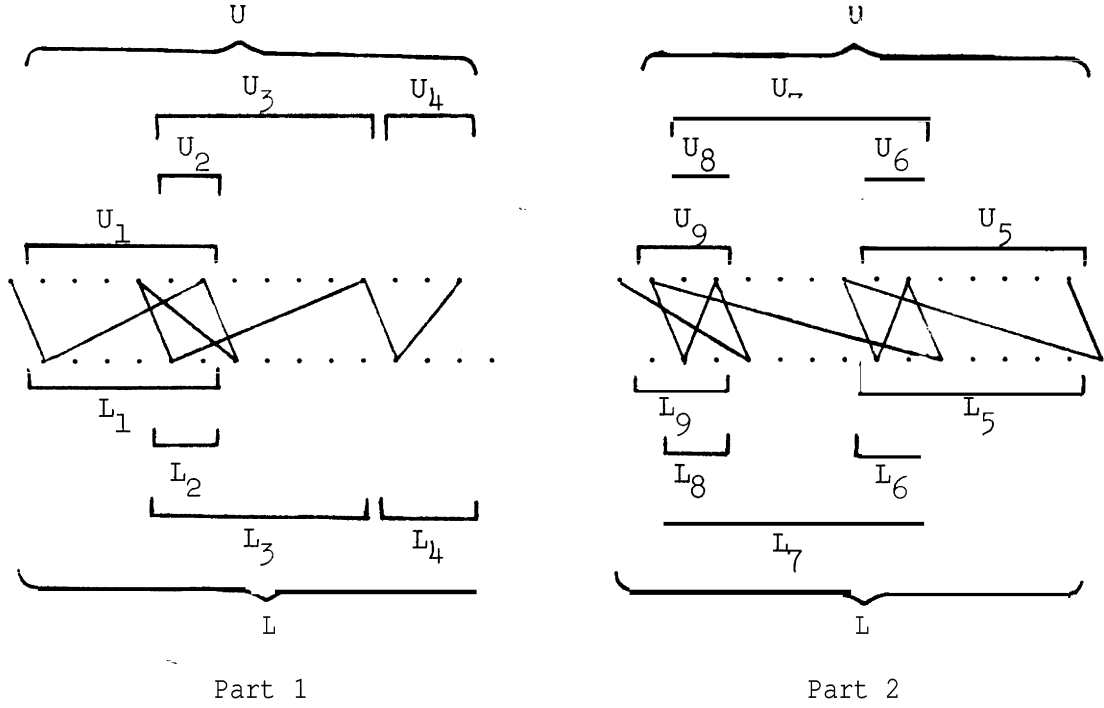 U U
U₃ U₄ U₇
U₂ U₈ U₆
U₁ U₉ U₅
L₁ L₉ L₅
L₂ L₈ L₆
L₃ L₄ L₇
L L
Part 1 Part 2